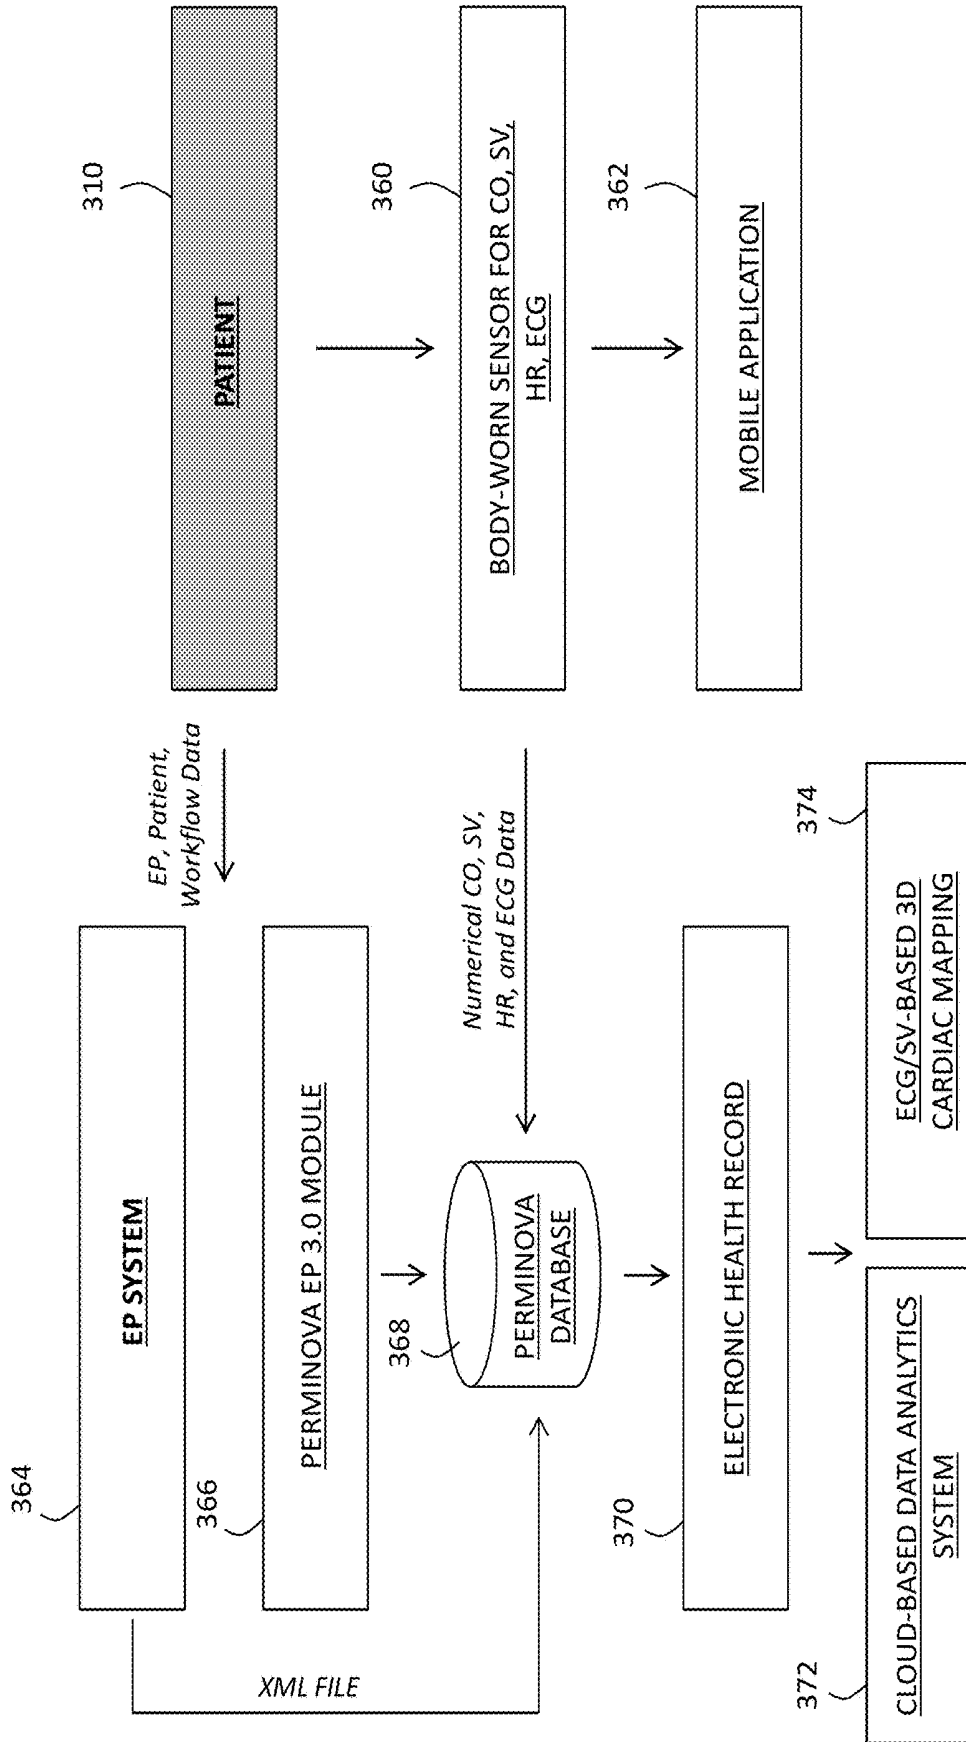 364
EP SYSTEM
366
PERMINOVA EP 3.0 MODULE
XML FILE
368
PERMINOVA
DATABASE
370
ELECTRONIC HEALTH RECORD
372
CLOUD-BASED DATA ANALYTICS
SYSTEM
374
ECG/SV-BASED 3D
CARDIAC MAPPING
EP, Patient,
Workflow Data
Numerical CO, SV,
HR, and ECG Data
310
PATIENT
360
BODY-WORN SENSOR FOR CO, SV,
HR, ECG
362
MOBILE APPLICATION